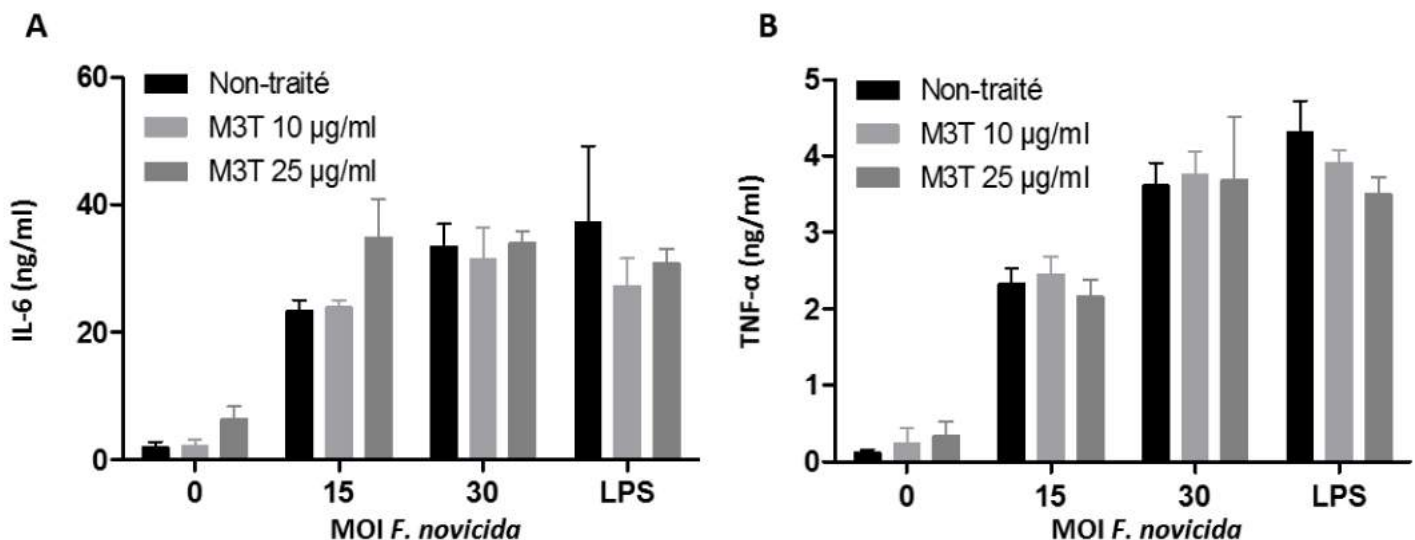 A
IL-6 (ng/ml)
60
40
20
0
Non-traité
M3T 10 µg/ml
M3T 25 µg/ml
0 15 30 LPS
MOI F. novicida
B
TNF-α (ng/ml)
5
4
3
2
1
0
Non-traité
M3T 10 µg/ml
M3T 25 µg/ml
0 15 30 LPS
MOI F. novicida